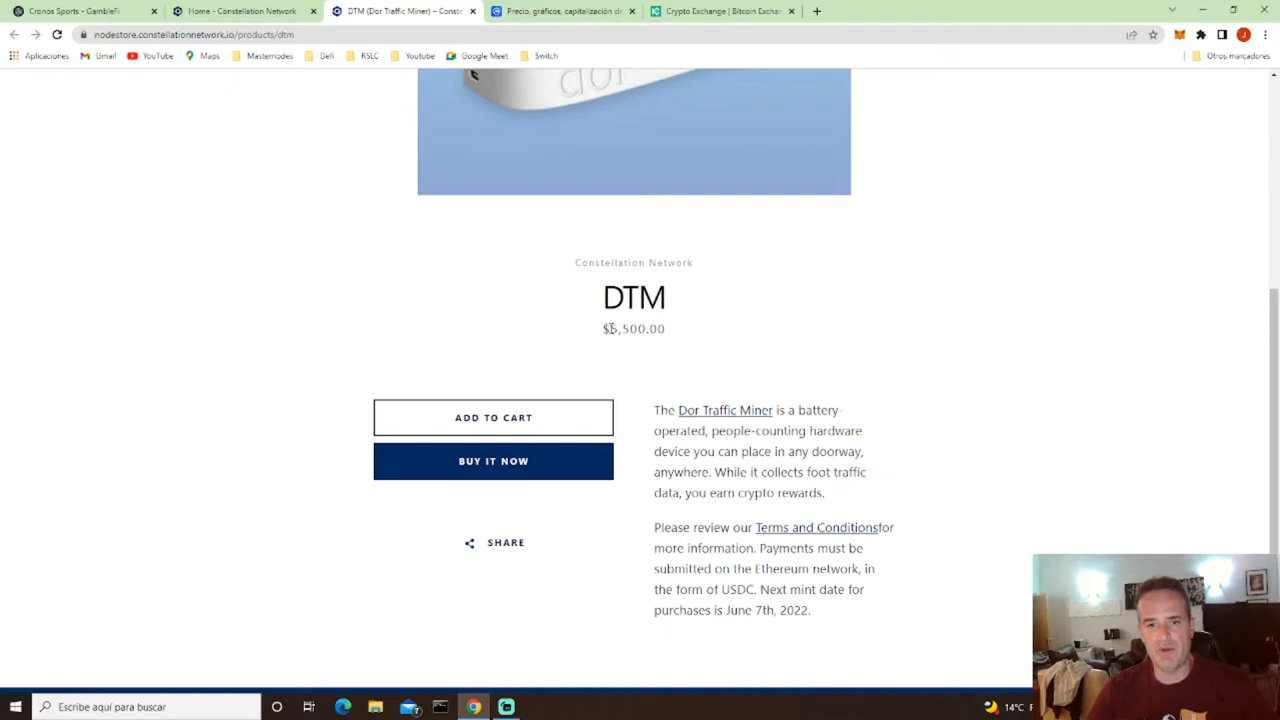 Cronos Sports - GambleFi
Home - Constellation Network
DTM (Dor Traffic Miner) – Const
Precio, gráficos, capitalización de
Crypto Exchange | Bitcoin Exchan
nodestore.constellationnetwork.io/products/dtm
Aplicaciones
Gmail
YouTube
Maps
Masternodes
Defi
RSLC
Youtube
Google Meet
Switch
Otros marcadores
dor
Constellation Network
DTM
,500.00
ADD TO CART
BUY IT NOW
SHARE
The Dor Traffic Miner is a battery-
operated, people-counting hardware
device you can place in any doorway,
anywhere. While it collects foot traffic
data, you earn crypto rewards.
Please review our Terms and Conditionsfor
more information. Payments must be
submitted on the Ethereum network, in
the form of USDC. Next mint date for
purchases is June 7th, 2022.
Escribe aquí para buscar
14°C